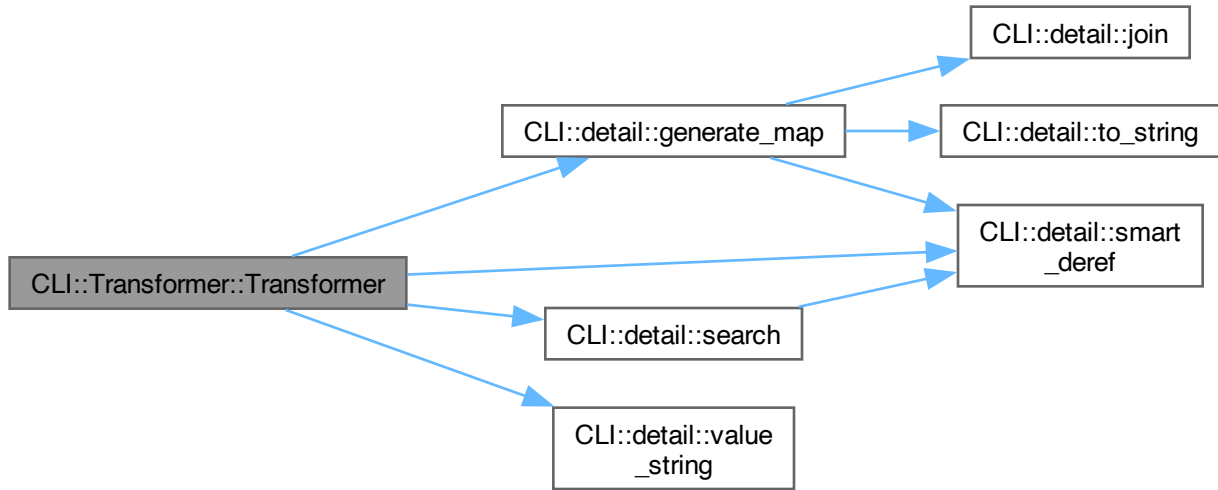 CLI::detail::join
CLI::detail::generate_map
CLI::detail::to_string
CLI::detail::smart
_deref
CLI::Transformer::Transformer
CLI::detail::search
CLI::detail::value
_string